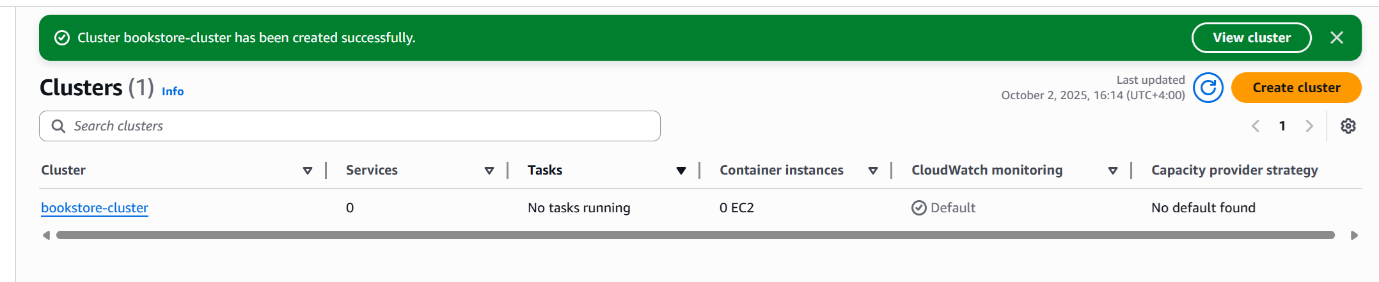 Cluster bookstore-cluster has been created successfully.
View cluster
Clusters (1) Info
Last updated
October 2, 2025, 16:14 (UTC+4:00)
Create cluster
Search clusters
1
Cluster Services Tasks Container instances CloudWatch monitoring Capacity provider strategy
bookstore-cluster 0 No tasks running 0 EC2 Default No default found